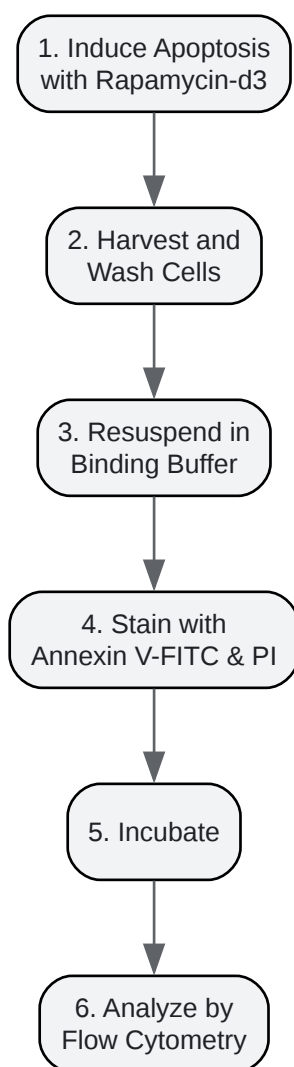 1. Induce Apoptosis
with Rapamycin-d3
2. Harvest and
Wash Cells
3. Resuspend in
Binding Buffer
4. Stain with
Annexin V-FITC & PI
5. Incubate
6. Analyze by
Flow Cytometry